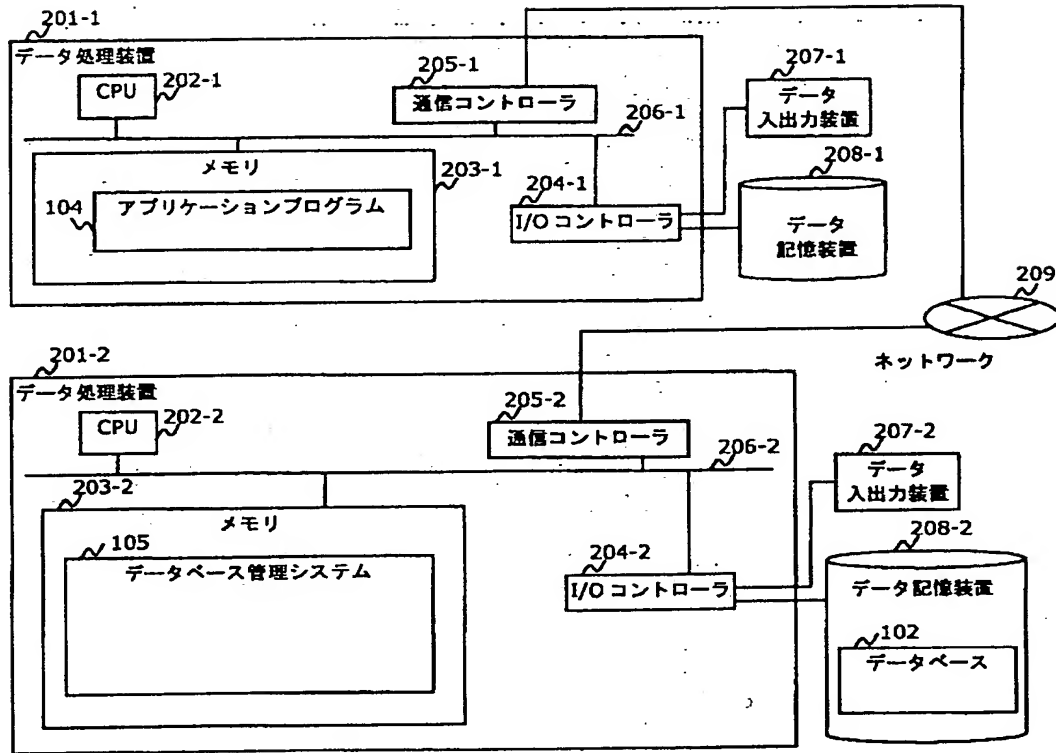 201-1
データ処理装置
CPU
202-1
205-1
通信コントローラ
206-1
207-1
データ
入出力装置
メモリ
203-1
104
アプリケーションプログラム
204-1
I/O コントローラ
208-1
データ
記憶装置
209
ネットワーク
201-2
データ処理装置
CPU
202-2
205-2
通信コントローラ
206-2
207-2
データ
入出力装置
203-2
メモリ
105
データベース管理システム
204-2
I/O コントローラ
208-2
データ記憶装置
102
データベース